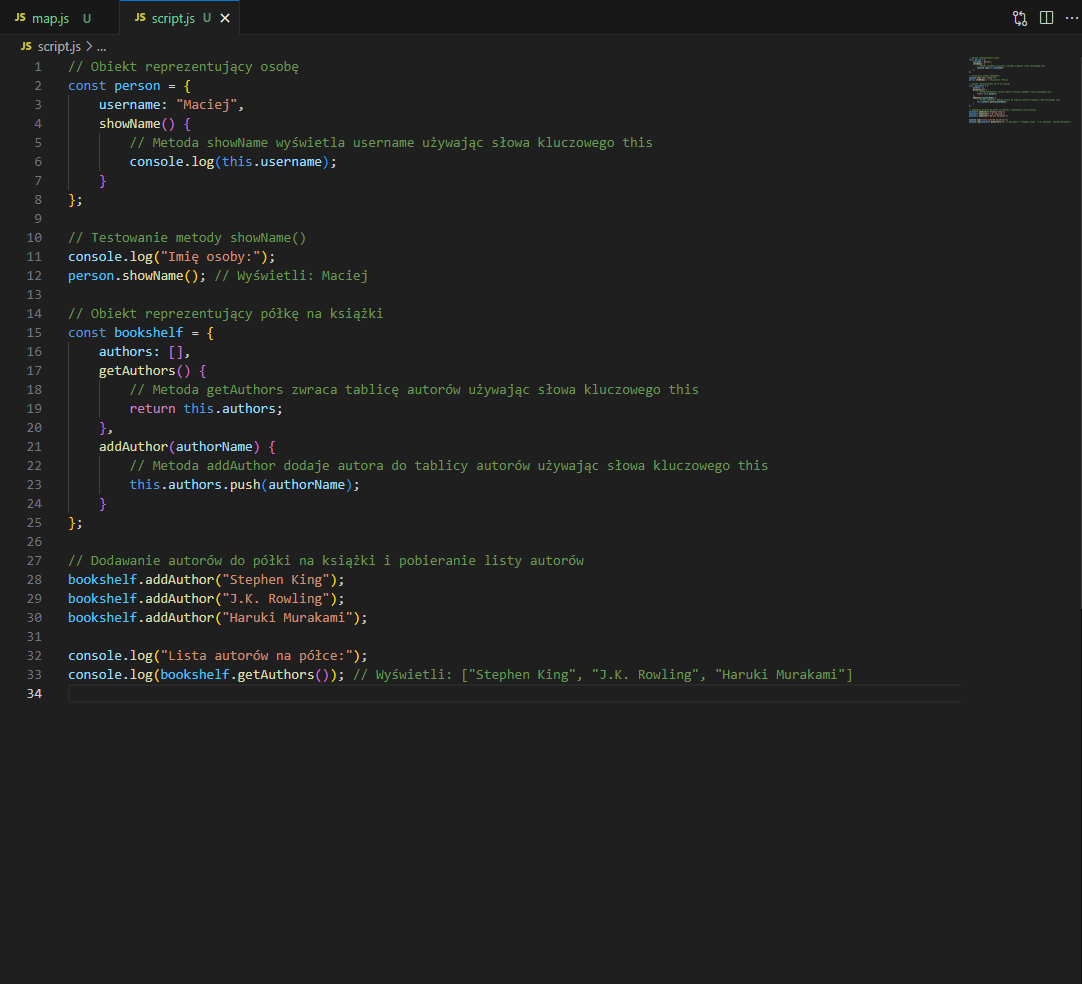 JS map.js U JS script.js U
JS script.js > ...
1 // Obiekt reprezentujący osobę
2 const person = {
3 username: "Maciej",
4 showName() {
5 // Metoda showName wyświetla username używając słowa kluczowego this
6 console.log(this.username);
7 }
8 };
9
10 // Testowanie metody showName()
11 console.log("Imię osoby:");
12 person.showName(); // Wyświetli: Maciej
13
14 // Obiekt reprezentujący półkę na książki
15 const bookshelf = {
16 authors: [],
17 getAuthors() {
18 // Metoda getAuthors zwraca tablicę autorów używając słowa kluczowego this
19 return this.authors;
20 },
21 addAuthor(authorName) {
22 // Metoda addAuthor dodaje autora do tablicy autorów używając słowa kluczowego this
23 this.authors.push(authorName);
24 }
25 };
26
27 // Dodawanie autorów do półki na książki i pobieranie listy autorów
28 bookshelf.addAuthor("Stephen King");
29 bookshelf.addAuthor("J.K. Rowling");
30 bookshelf.addAuthor("Haruki Murakami");
31
32 console.log("Lista autorów na półce:");
33 console.log(bookshelf.getAuthors()); // Wyświetli: ["Stephen King", "J.K. Rowling", "Haruki Murakami"]
34